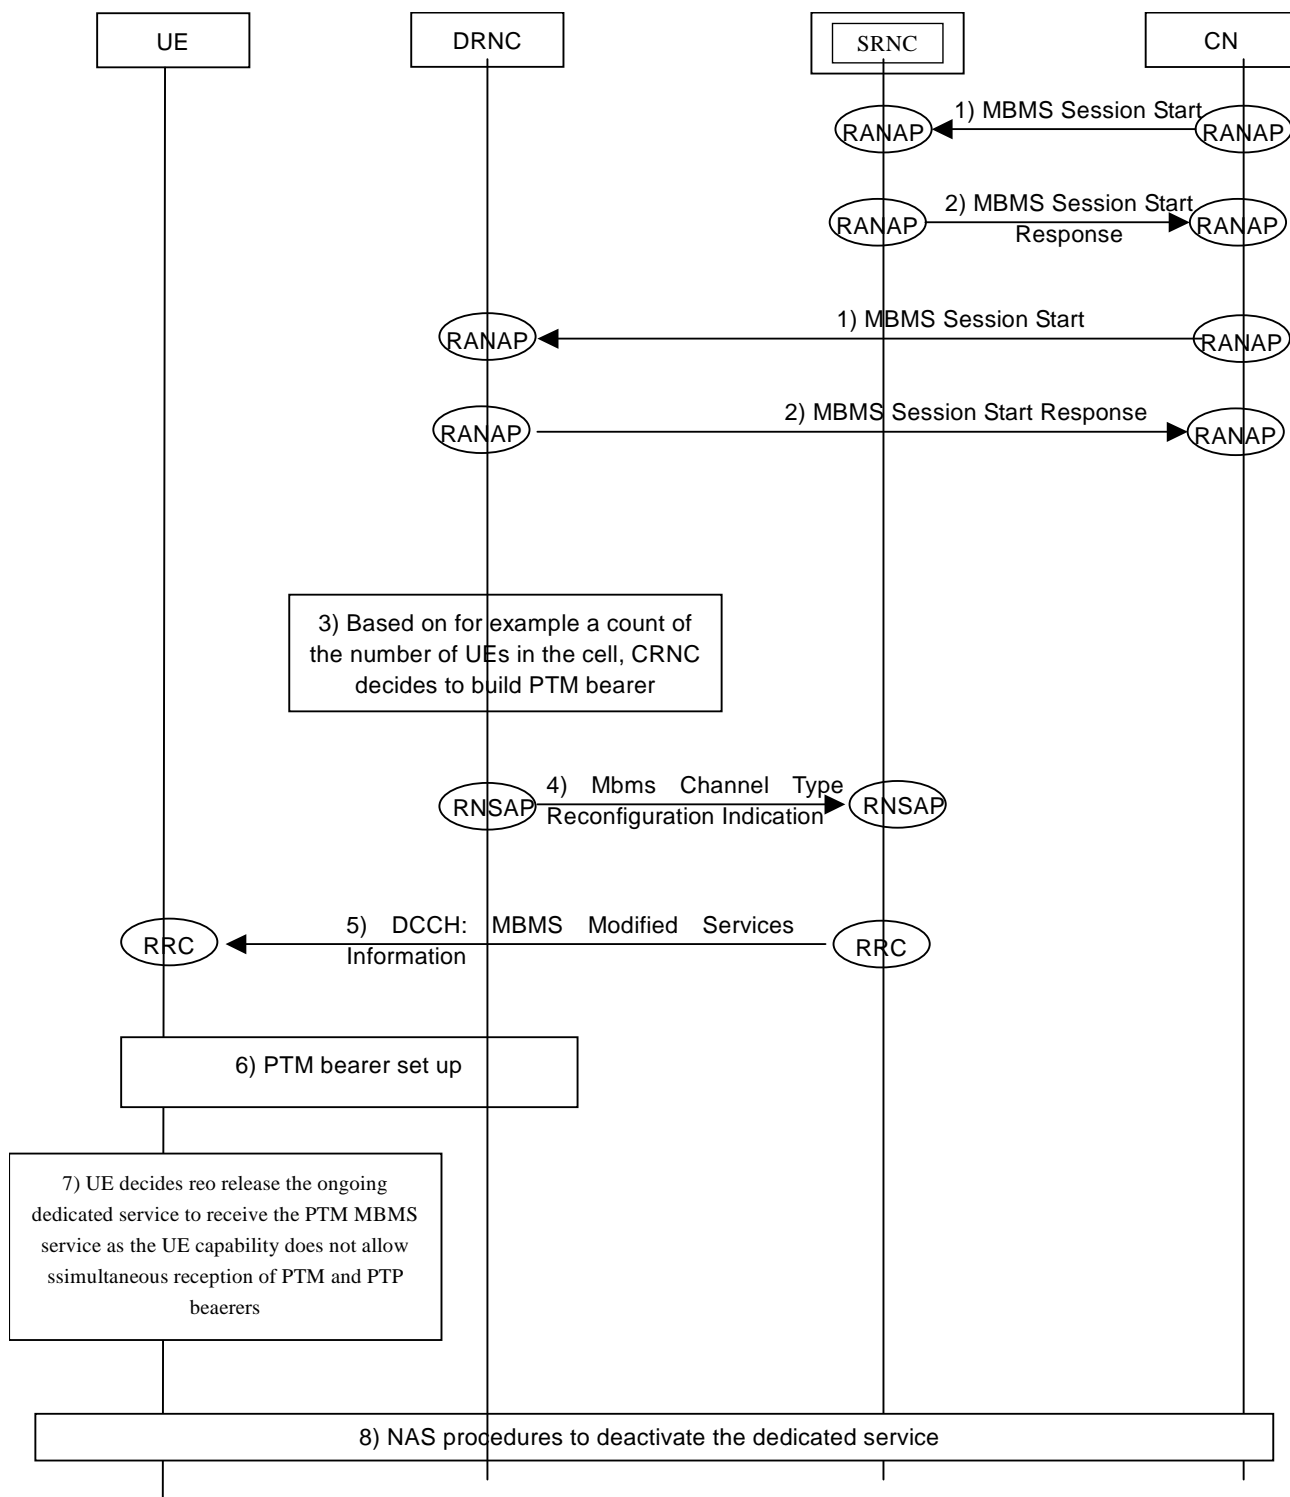 UE
DRNC
SRNC
CN
1) MBMS Session Start
RANAP
RANAP
2) MBMS Session Start
Response
RANAP
RANAP
1) MBMS Session Start
RANAP
RANAP
2) MBMS Session Start Response
RANAP
RANAP
3) Based on for example a count of
the number of UEs in the cell, CRNC
decides to build PTM bearer
4) Mbms Channel Type
Reconfiguration Indication
RNSAP
RNSAP
5) DCCH: MBMS Modified Services
Information
RRC
RRC
6) PTM bearer set up
7) UE decides reo release the ongoing
dedicated service to receive the PTM MBMS
service as the UE capability does not allow
ssimultaneous reception of PTM and PTP
beaerers
8) NAS procedures to deactivate the dedicated service